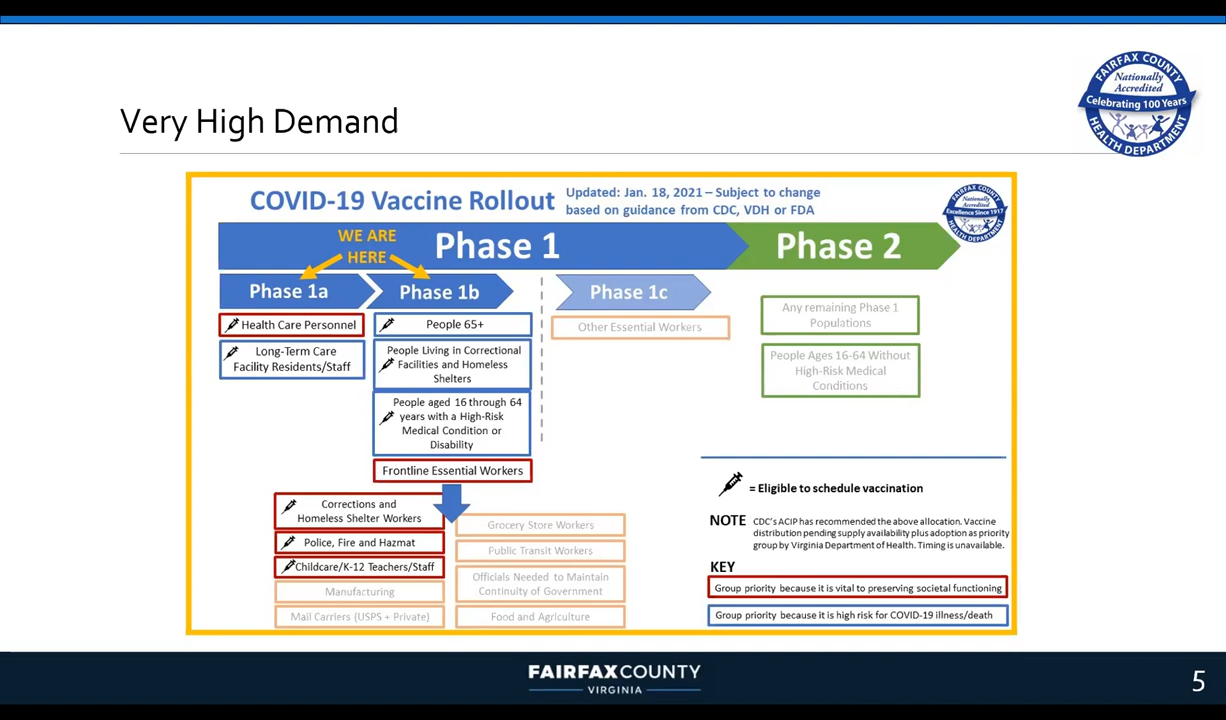 FAIRFAX COUNTY
Nationally
Accredited
Celebrating 100 Years
HEALTH DEPARTMENT
Very High Demand
COVID-19 Vaccine Rollout
Updated: Jan. 18, 2021 – Subject to change
based on guidance from CDC, VDH or FDA
FAIRFAX COUNTY
Nationally
Accredited
Excellence Since 1917
HEALTH DEPARTMENT
WE ARE
HERE
Phase 1
Phase 2
Phase 1a
Phase 1b
Phase 1c
Health Care Personnel
Long-Term Care
Facility Residents/Staff
People 65+
People Living in Correctional
Facilities and Homeless
Shelters
People aged 16 through 64
years with a High-Risk
Medical Condition or
Disability
Frontline Essential Workers
Other Essential Workers
Any remaining Phase 1
Populations
People Ages 16-64 Without
High-Risk Medical
Conditions
Corrections and
Homeless Shelter Workers
Police, Fire and Hazmat
Childcare/K-12 Teachers/Staff
Manufacturing
Mail Carriers (USPS + Private)
Grocery Store Workers
Public Transit Workers
Officials Needed to Maintain
Continuity of Government
Food and Agriculture
= Eligible to schedule vaccination
NOTE CDC's ACIP has recommended the above allocation. Vaccine
distribution pending supply availability plus adoption as priority
group by Virginia Department of Health. Timing is unavailable.
KEY
Group priority because it is vital to preserving societal functioning
Group priority because it is high risk for COVID-19 illness/death
FAIRFAX COUNTY
VIRGINIA
5